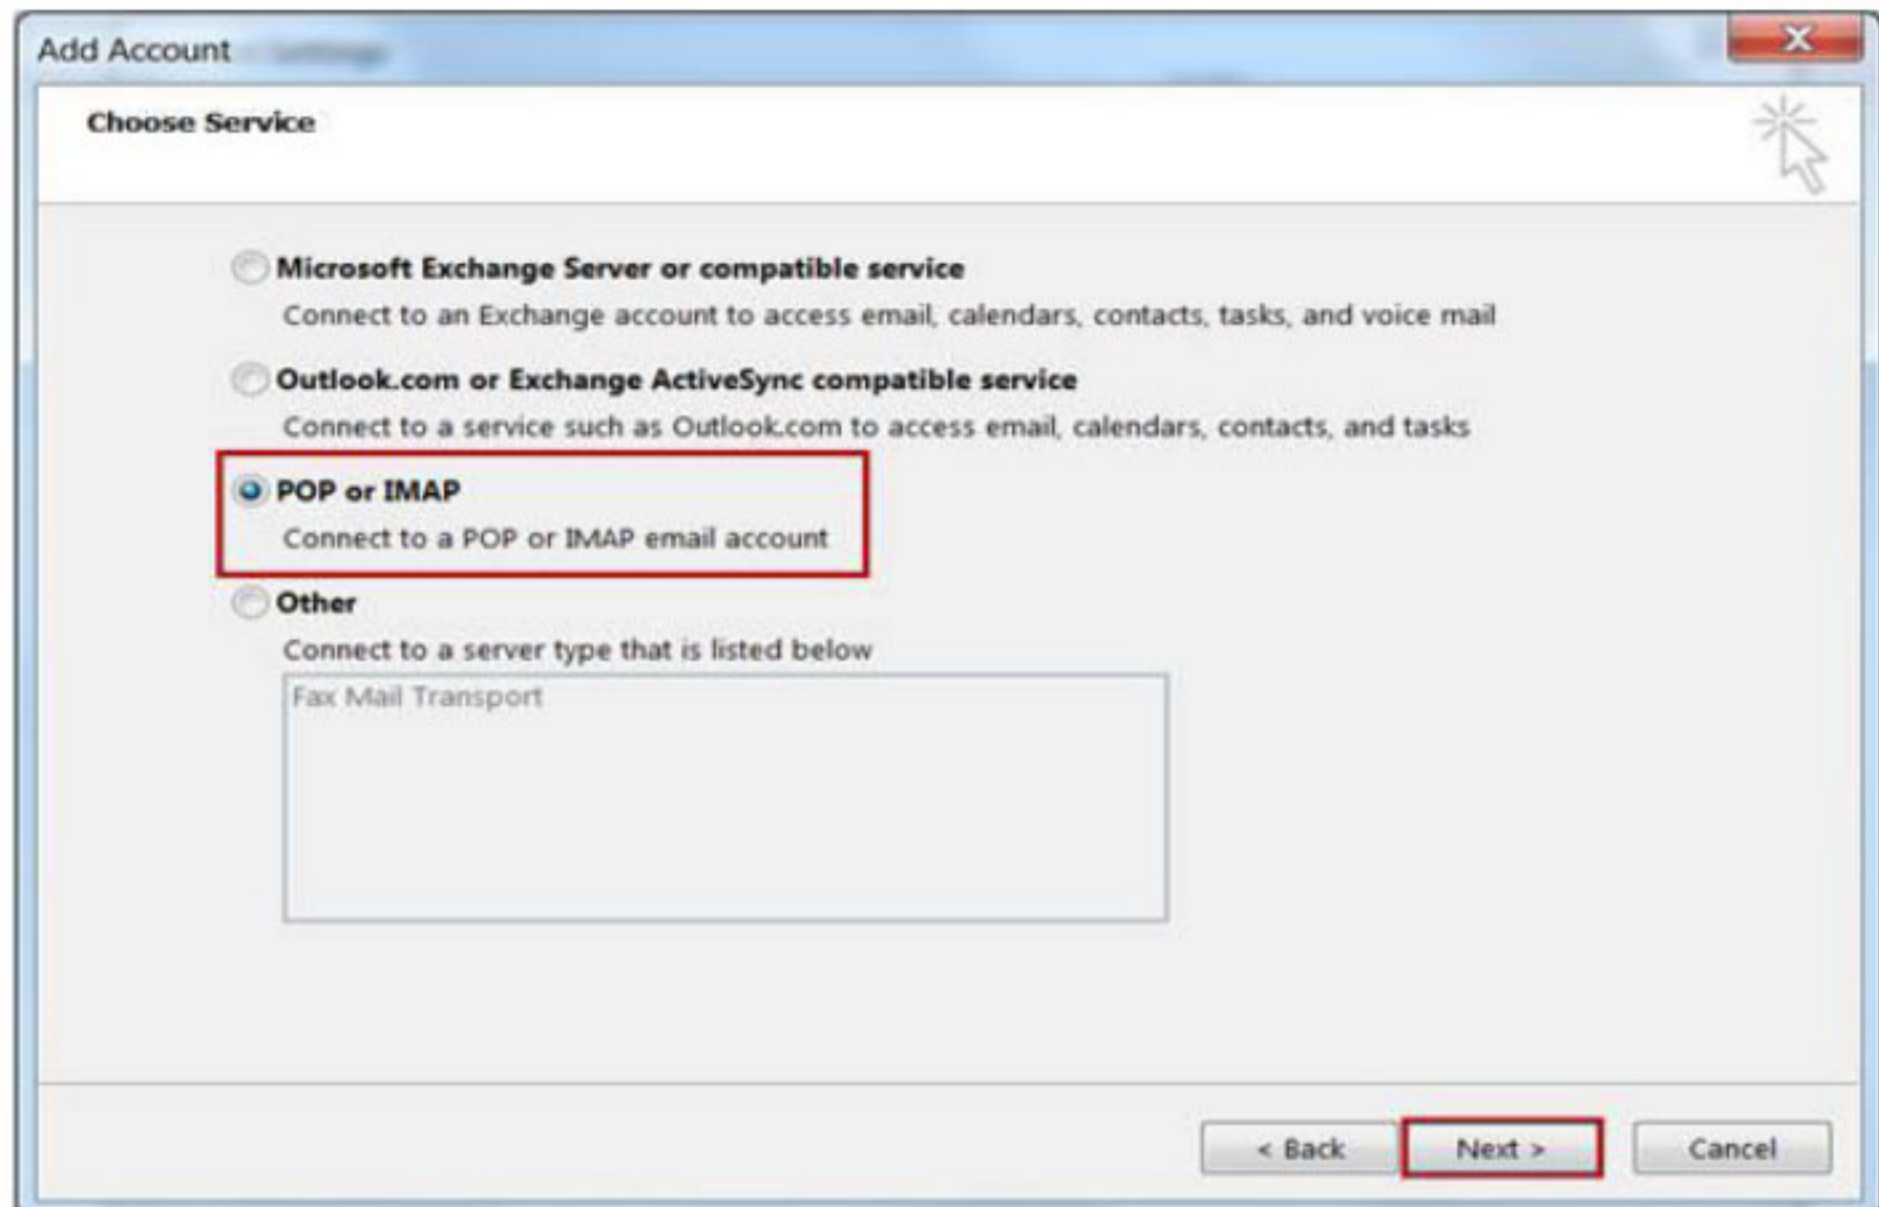 Add Account
Choose Service
Microsoft Exchange Server or compatible service
Connect to an Exchange account to access email, calendars, contacts, tasks, and voice mail
Outlook.com or Exchange ActiveSync compatible service
Connect to a service such as Outlook.com to access email, calendars, contacts, and tasks
POP or IMAP
Connect to a POP or IMAP email account
Other
Connect to a server type that is listed below
Fax Mail Transport
< Back Next > Cancel